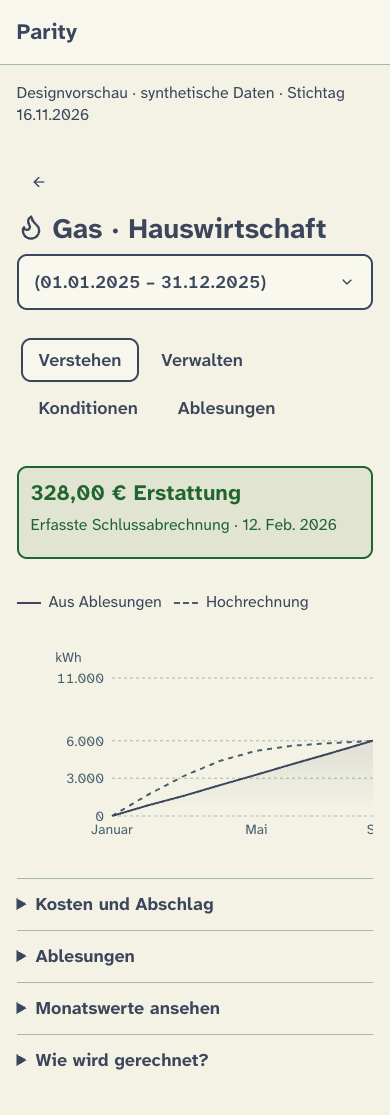 Parity
Designvorschau · synthetische Daten · Stichtag
16.11.2026
←
Gas · Hauswirtschaft
(01.01.2025 – 31.12.2025)
Verstehen Verwalten
Konditionen Ablesungen
328,00 € Erstattung
Erfasste Schlussabrechnung · 12. Feb. 2026
Aus Ablesungen Hochrechnung
kWh
11.000
6.000
3.000
0
Januar Mai S
Kosten und Abschlag
Ablesungen
Monatswerte ansehen
Wie wird gerechnet?